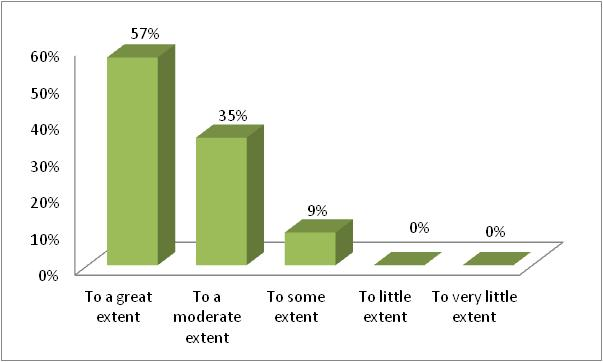 57%
60%
50%
35%
40%
30%
20%
9%
10%
0%
0%
0%
To a great
extent
To a
moderate
extent
To some
extent
To little
extent
To very little
extent